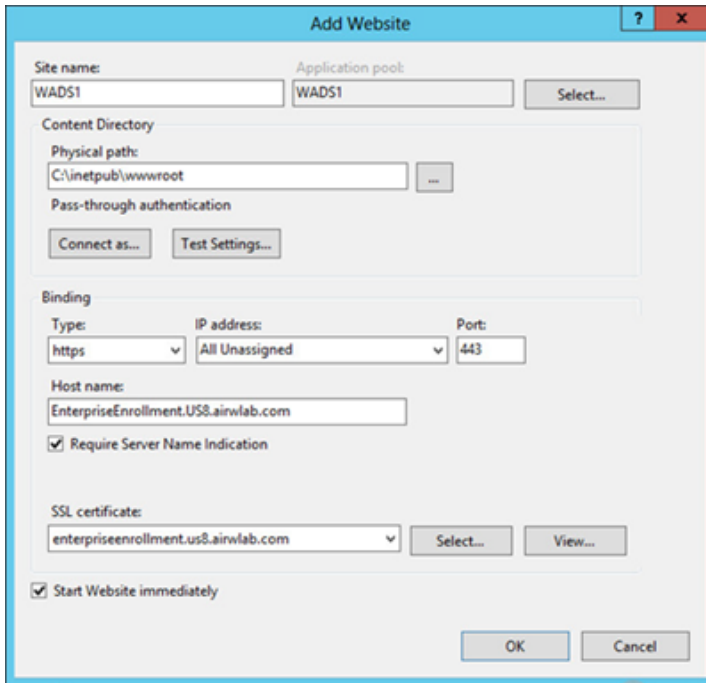 Add Website
? x
Site name: Application pool:
WADS1 WADS1 Select...
Content Directory
Physical path:
C:\inetpub\wwwroot ...
Pass-through authentication
Connect as... Test Settings...
Binding
Type: IP address: Port:
https All Unassigned 443
Host name:
EnterpriseEnrollment.US8.airwlab.com
Require Server Name Indication
SSL certificate:
enterpriseenrollment.us8.airwlab.com Select... View...
Start Website immediately
OK Cancel